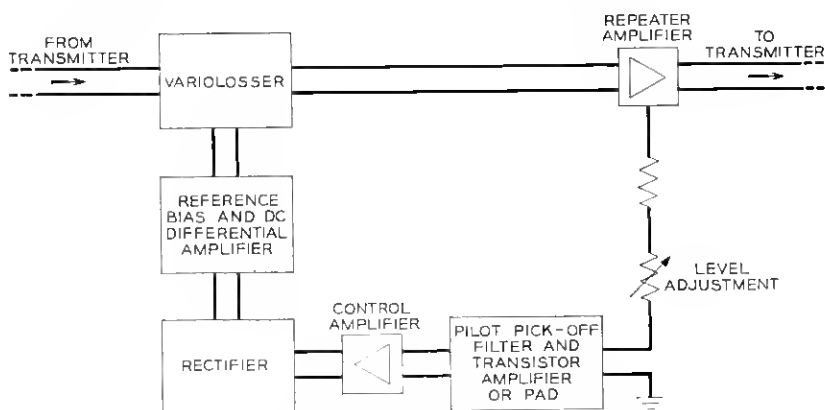 FROM
TRANSMITTER
VARIOLOSSER
REPEATER
AMPLIFIER
TO
TRANSMITTER
REFERENCE
BIAS AND DC
DIFFERENTIAL
AMPLIFIER
LEVEL
ADJUSTMENT
CONTROL
AMPLIFIER
RECTIFIER
PILOT PICK-OFF
FILTER AND
TRANSISTOR
AMPLIFIER
OR PAD